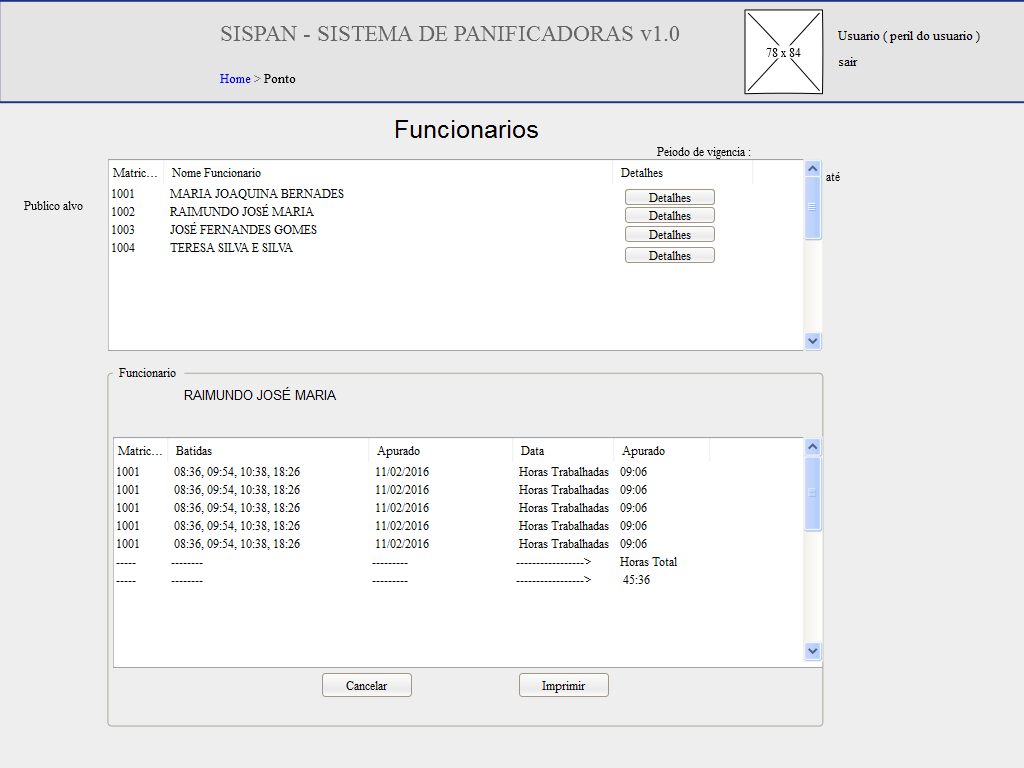 SISPAN - SISTEMA DE PANIFICADORAS v1.0
78 x 84
Usuario ( peril do usuario )
sair
Home > Ponto
Funcionarios
Peiodo de vigencia :
até
Publico alvo
Matric... Nome Funcionario Detalhes
1001 MARIA JOAQUINA BERNADES Detalhes
1002 RAIMUNDO JOSÉ MARIA Detalhes
1003 JOSÉ FERNANDES GOMES Detalhes
1004 TERESA SILVA E SILVA Detalhes
Funcionario
RAIMUNDO JOSÉ MARIA
Matric... Batidas Apurado Data Apurado
1001 08:36, 09:54, 10:38, 18:26 11/02/2016 Horas Trabalhadas 09:06
1001 08:36, 09:54, 10:38, 18:26 11/02/2016 Horas Trabalhadas 09:06
1001 08:36, 09:54, 10:38, 18:26 11/02/2016 Horas Trabalhadas 09:06
1001 08:36, 09:54, 10:38, 18:26 11/02/2016 Horas Trabalhadas 09:06
1001 08:36, 09:54, 10:38, 18:26 11/02/2016 Horas Trabalhadas 09:06
----- -------- --------- -----------------> Horas Total
----- -------- --------- -----------------> 45:36
Cancelar Imprimir